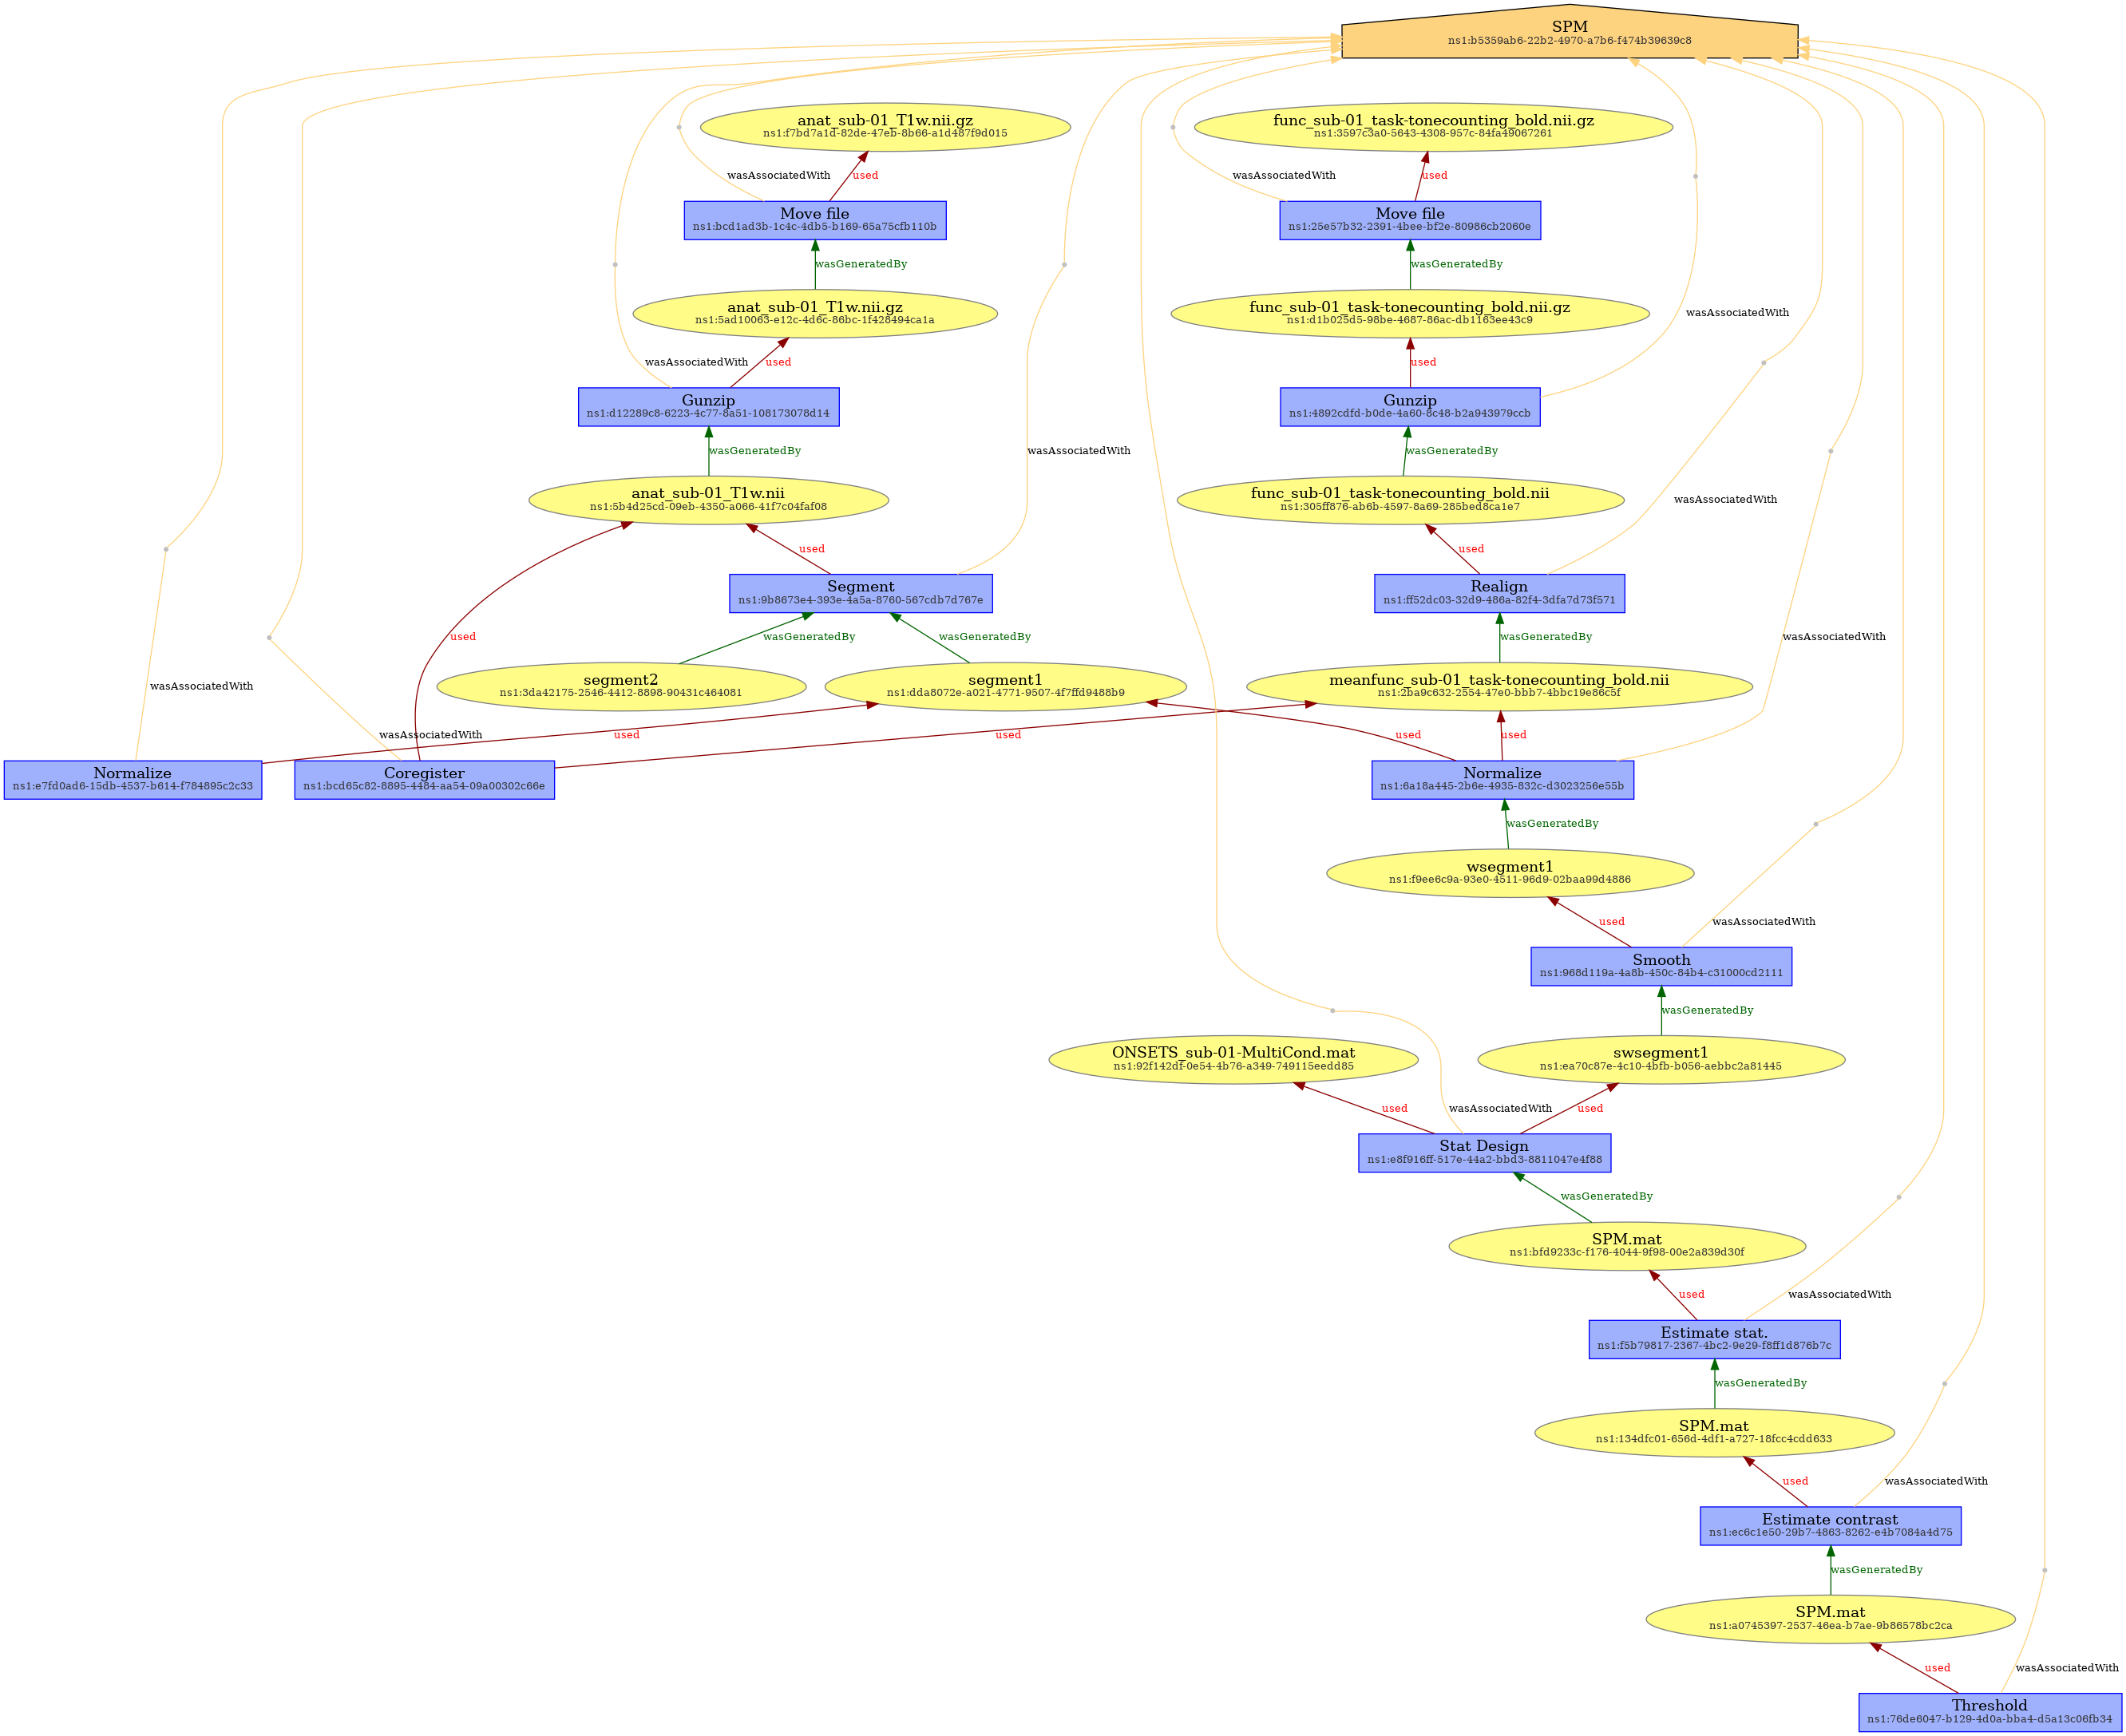 SPM
ns1:b5359ab6-22b2-4970-a7b6-f474b39639c8
anat_sub-01_T1w.nii.gz
ns1:f7bd7a1d-82de-47eb-8b66-a1d487f9d015
func_sub-01_task-tonecounting_bold.nii.gz
ns1:3597c3a0-5643-4308-957c-84fa49067261
wasAssociatedWith
used
wasAssociatedWith
used
Move file
ns1:bcd1ad3b-1c4c-4db5-b169-65a75cfb110b
Move file
ns1:25e57b32-2391-4bee-bf2e-80986cb2060e
wasGeneratedBy
wasGeneratedBy
anat_sub-01_T1w.nii.gz
ns1:5ad10063-e12c-4d6c-86bc-1f428494ca1a
func_sub-01_task-tonecounting_bold.nii.gz
ns1:d1b025d5-98be-4687-86ac-db1163ee43c9
wasAssociatedWith
wasAssociatedWith
used
used
Gunzip
ns1:d12289c8-6223-4c77-8a51-108173078d14
Gunzip
ns1:4892cdfd-b0de-4a60-8c48-b2a943979ccb
wasGeneratedBy
wasAssociatedWith
wasGeneratedBy
anat_sub-01_T1w.nii
ns1:5b4d25cd-09eb-4350-a066-41f7c04faf08
func_sub-01_task-tonecounting_bold.nii
ns1:305ff876-ab6b-4597-8a69-285bed8ca1e7
wasAssociatedWith
used
used
Segment
ns1:9b8673e4-393e-4a5a-8760-567cdb7d767e
Realign
ns1:ff52dc03-32d9-486a-82f4-3dfa7d73f571
used
wasGeneratedBy
wasGeneratedBy
wasGeneratedBy
wasAssociatedWith
segment2
ns1:3da42175-2546-4412-8898-90431c464081
segment1
ns1:dda8072e-a021-4771-9507-4f7ffd9488b9
meanfunc_sub-01_task-tonecounting_bold.nii
ns1:2ba9c632-2554-47e0-bbb7-4bbc19e86c5f
wasAssociatedWith
wasAssociatedWith
used
used
used
used
Normalize
ns1:e7fd0ad6-15db-4537-b614-f784895c2c33
Coregister
ns1:bcd65c82-8895-4484-aa54-09a00302c66e
Normalize
ns1:6a18a445-2b6e-4935-832c-d3023256e55b
wasGeneratedBy
wsegment1
ns1:f9ee6c9a-93e0-4511-96d9-02baa99d4886
used
wasAssociatedWith
Smooth
ns1:968d119a-4a8b-450c-84b4-c31000cd2111
wasGeneratedBy
ONSETS_sub-01-MultiCond.mat
ns1:92f142df-0e54-4b76-a349-749115eedd85
swsegment1
ns1:ea70c87e-4c10-4bfb-b056-aebbc2a81445
used
wasAssociatedWith
used
Stat Design
ns1:e8f916ff-517e-44a2-bbd3-8811047e4f88
wasGeneratedBy
SPM.mat
ns1:bfd9233c-f176-4044-9f98-00e2a839d30f
used
wasAssociatedWith
Estimate stat.
ns1:f5b79817-2367-4bc2-9e29-f8ff1d876b7c
wasGeneratedBy
SPM.mat
ns1:134dfc01-656d-4df1-a727-18fcc4cdd633
used
wasAssociatedWith
Estimate contrast
ns1:ec6c1e50-29b7-4863-8262-e4b7084a4d75
wasGeneratedBy
SPM.mat
ns1:a0745397-2537-46ea-b7ae-9b86578bc2ca
used
wasAssociatedWith
Threshold
ns1:76de6047-b129-4d0a-bba4-d5a13c06fb34